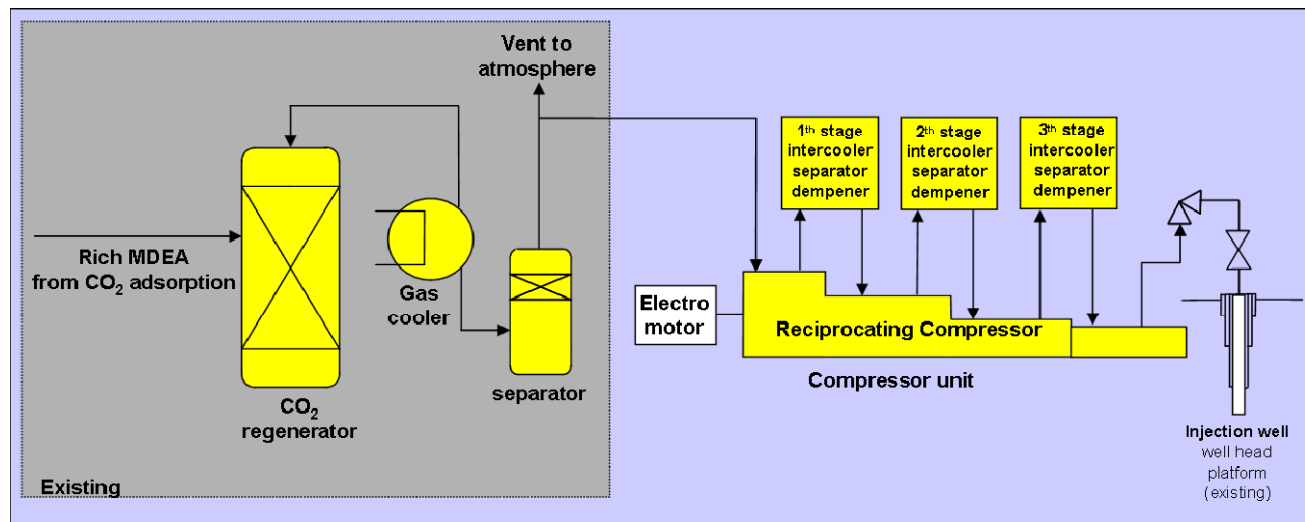 Vent to
atmosphere
Rich MDEA
from CO₂ adsorption
Gas
cooler
separator
CO₂
regenerator
Existing
1th stage
intercooler
separator
dempener
2th stage
intercooler
separator
dempener
3th stage
intercooler
separator
dempener
Electro
motor
Reciprocating Compressor
Compressor unit
Injection well
well head
platform
(existing)